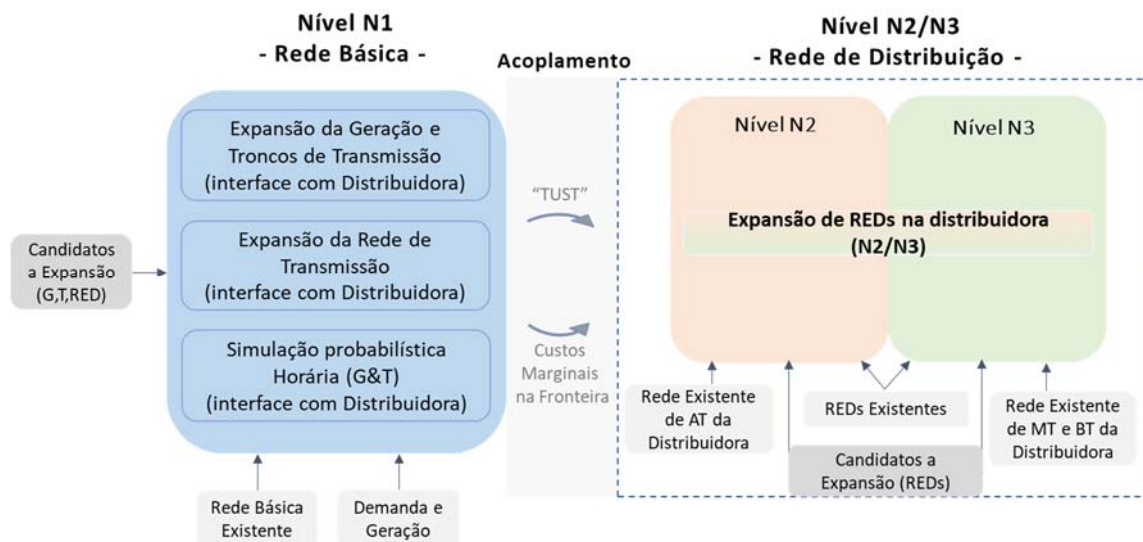 Nível N1
- Rede Básica -
Acoplamento
Nível N2/N3
- Rede de Distribuição -
Expansão da Geração e
Troncos de Transmissão
(interface com Distribuidora)
Expansão da Rede de
Transmissão
(interface com Distribuidora)
Simulação probabilística
Horária (G&T)
(interface com Distribuidora)
Candidatos
a Expansão
(G,T,RED)
Rede Básica
Existente
Demanda e
Geração
“TUST”
Custos
Marginais
na Fronteira
Nível N2
Nível N3
Expansão de REDs na distribuidora
(N2/N3)
Rede Existente
de AT da
Distribuidora
REDs Existentes
Rede Existente
de MT e BT da
Distribuidora
Candidatos a
Expansão (REDs)